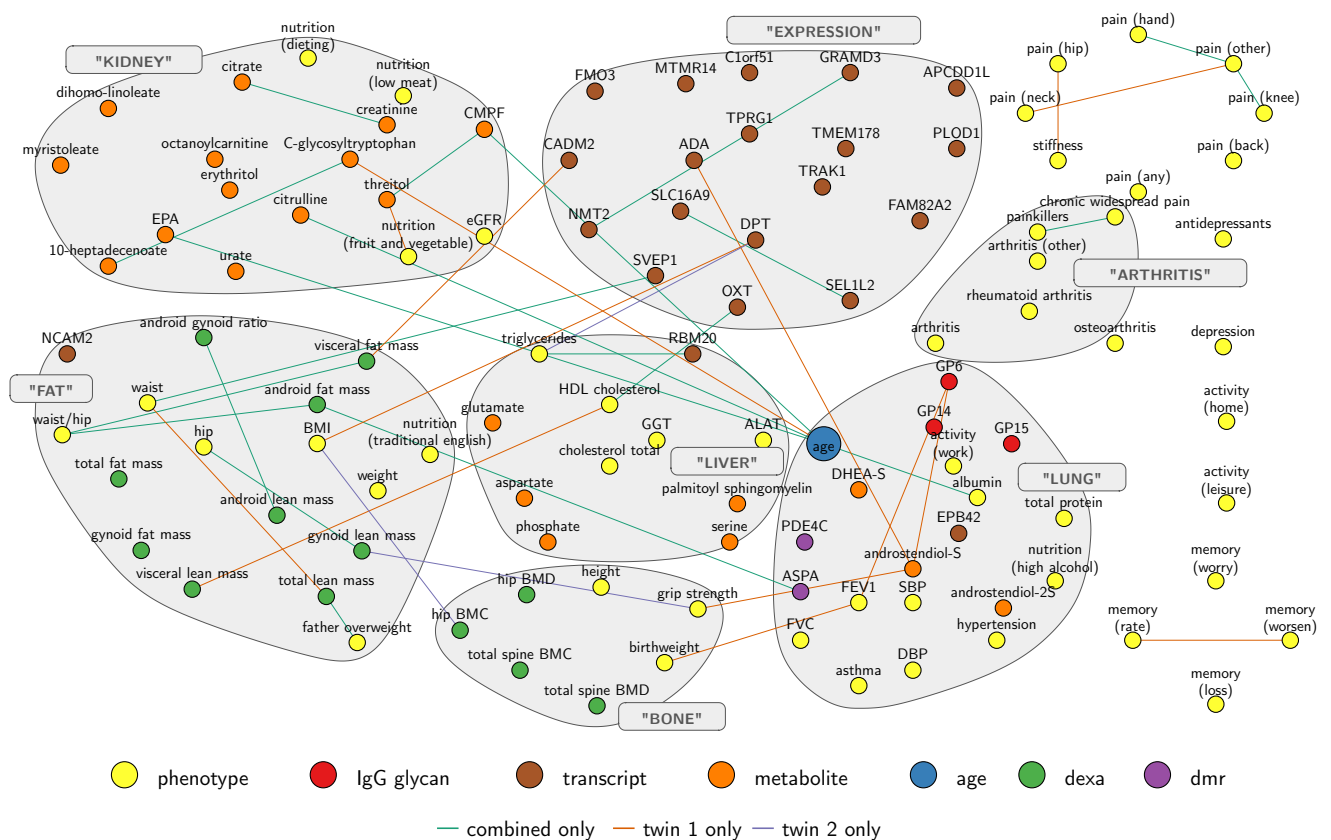 nutrition
(dieting)
"KIDNEY"
citrate
nutrition
(low meat)
dihomo-linoleate
creatinine
CMPF
myristoleate
octanoylcarnitine
C-glycosyltryptophan
erythritol
threitol
citrulline
EPA
eGFR
nutrition
(fruit and vegetable)
10-heptadecenoate
urate
"EXPRESSION"
C1orf51
GRAMD3
FMO3
MTMR14
APCDD1L
TPRG1
TMEM178
PLOD1
CADM2
ADA
TRAK1
SLC16A9
FAM82A2
NMT2
DPT
SVEP1
OXT
SEL1L2
RBM20
pain (hand)
pain (hip)
pain (other)
pain (neck)
pain (knee)
stiffness
pain (back)
pain (any)
chronic widespread pain
painkillers
antidepressants
arthritis (other)
"ARTHRITIS"
rheumatoid arthritis
arthritis
osteoarthritis
depression
NCAM2
android gynoid ratio
visceral fat mass
"FAT"
waist
android fat mass
waist/hip
hip
BMI
nutrition
(traditional english)
total fat mass
weight
android lean mass
gynoid fat mass
gynoid lean mass
visceral lean mass
total lean mass
father overweight
triglycerides
HDL cholesterol
glutamate
GGT
ALAT
cholesterol total
"LIVER"
aspartate
palmitoyl sphingomyelin
phosphate
serine
age
GP6
GP14
GP15
activity
(work)
"LUNG"
DHEA-S
albumin
total protein
PDE4C
EPB42
androstendiol-S
nutrition
(high alcohol)
ASPA
FEV1
SBP
androstendiol-2S
FVC
hypertension
asthma
DBP
activity
(home)
activity
(leisure)
memory
(worry)
memory
(rate)
memory
(worsen)
memory
(loss)
hip BMD
height
grip strength
hip BMC
birthweight
total spine BMC
total spine BMD
"BONE"
phenotype
IgG glycan
transcript
metabolite
age
dexa
dmr
combined only
twin 1 only
twin 2 only